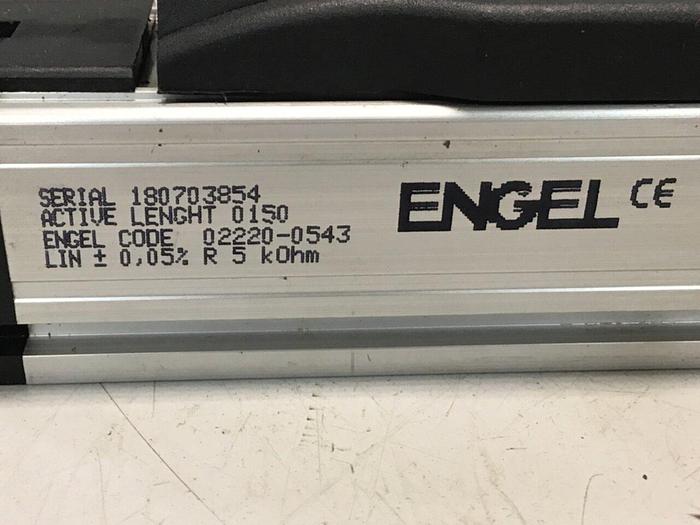 SERIAL 180703854
ACTIVE LENGHT 0150
ENGEL CODE 02220-0543
LIN ± 0,05% R 5 kOhm
ENGEL CE